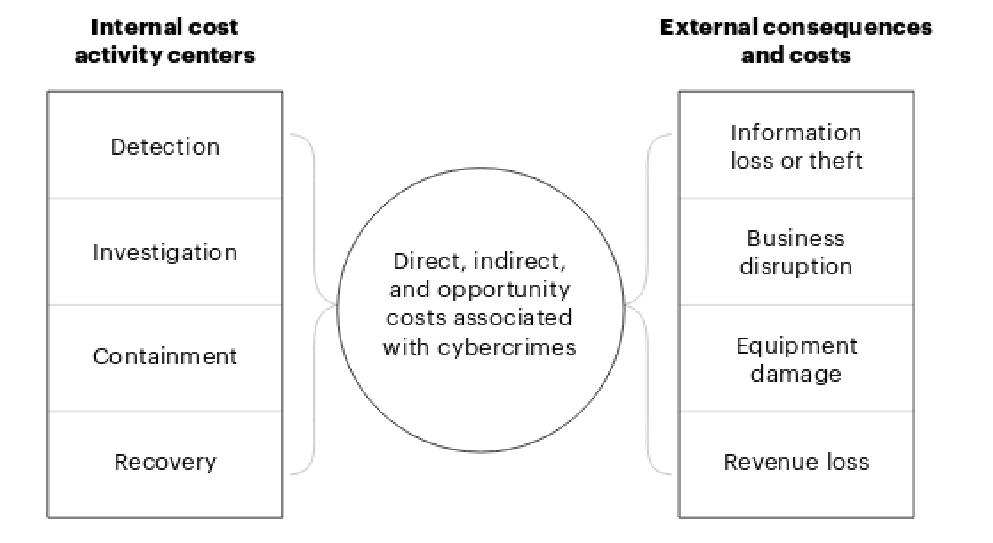 Internal cost
activity centers
Detection
Investigation
Containment
Recovery
Direct, indirect,
and opportunity
costs associated
with cybercrimes
External consequences
and costs
Information
loss or theft
Business
disruption
Equipment
damage
Revenue loss